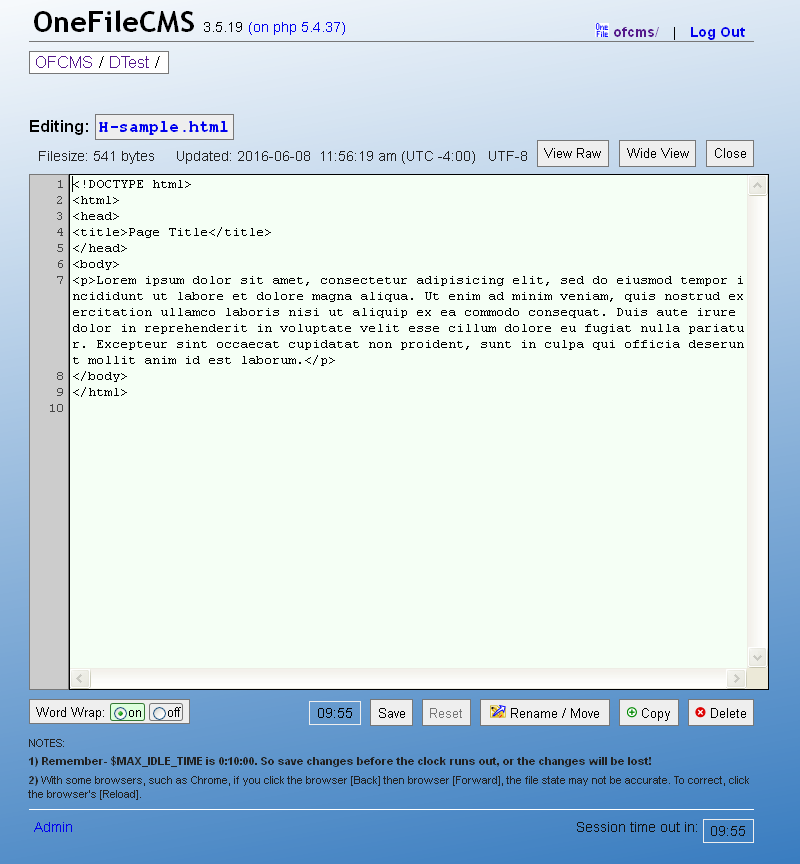 OneFileCMS 3.5.19 (on php 5.4.37)
One File ofcms/ | Log Out
OFCMS / DTest /
Editing: H-sample.html
Filesize: 541 bytes Updated: 2016-06-08 11:56:19 am (UTC -4:00) UTF-8 View Raw Wide View Close
1 <!DOCTYPE html>
2 <html>
3 <head>
4 <title>Page Title</title>
5 </head>
6 <body>
7 <p>Lorem ipsum dolor sit amet, consectetur adipisicing elit, sed do eiusmod tempor i
ncididunt ut labore et dolore magna aliqua. Ut enim ad minim veniam, quis nostrud ex
ercitation ullamco laboris nisi ut aliquip ex ea commodo consequat. Duis aute irure
dolor in reprehenderit in voluptate velit esse cillum dolore eu fugiat nulla pariatu
r. Excepteur sint occaecat cupidatat non proident, sunt in culpa qui officia deserun
t mollit anim id est laborum.</p>
8 </body>
9 </html>
10
Word Wrap: on off 09:55 Save Reset Rename / Move Copy Delete
NOTES:
1) Remember- $MAX_IDLE_TIME is 0:10:00. So save changes before the clock runs out, or the changes will be lost!
2) With some browsers, such as Chrome, if you click the browser [Back] then browser [Forward], the file state may not be accurate. To correct, click
the browser's [Reload].
Admin Session time out in: 09:55